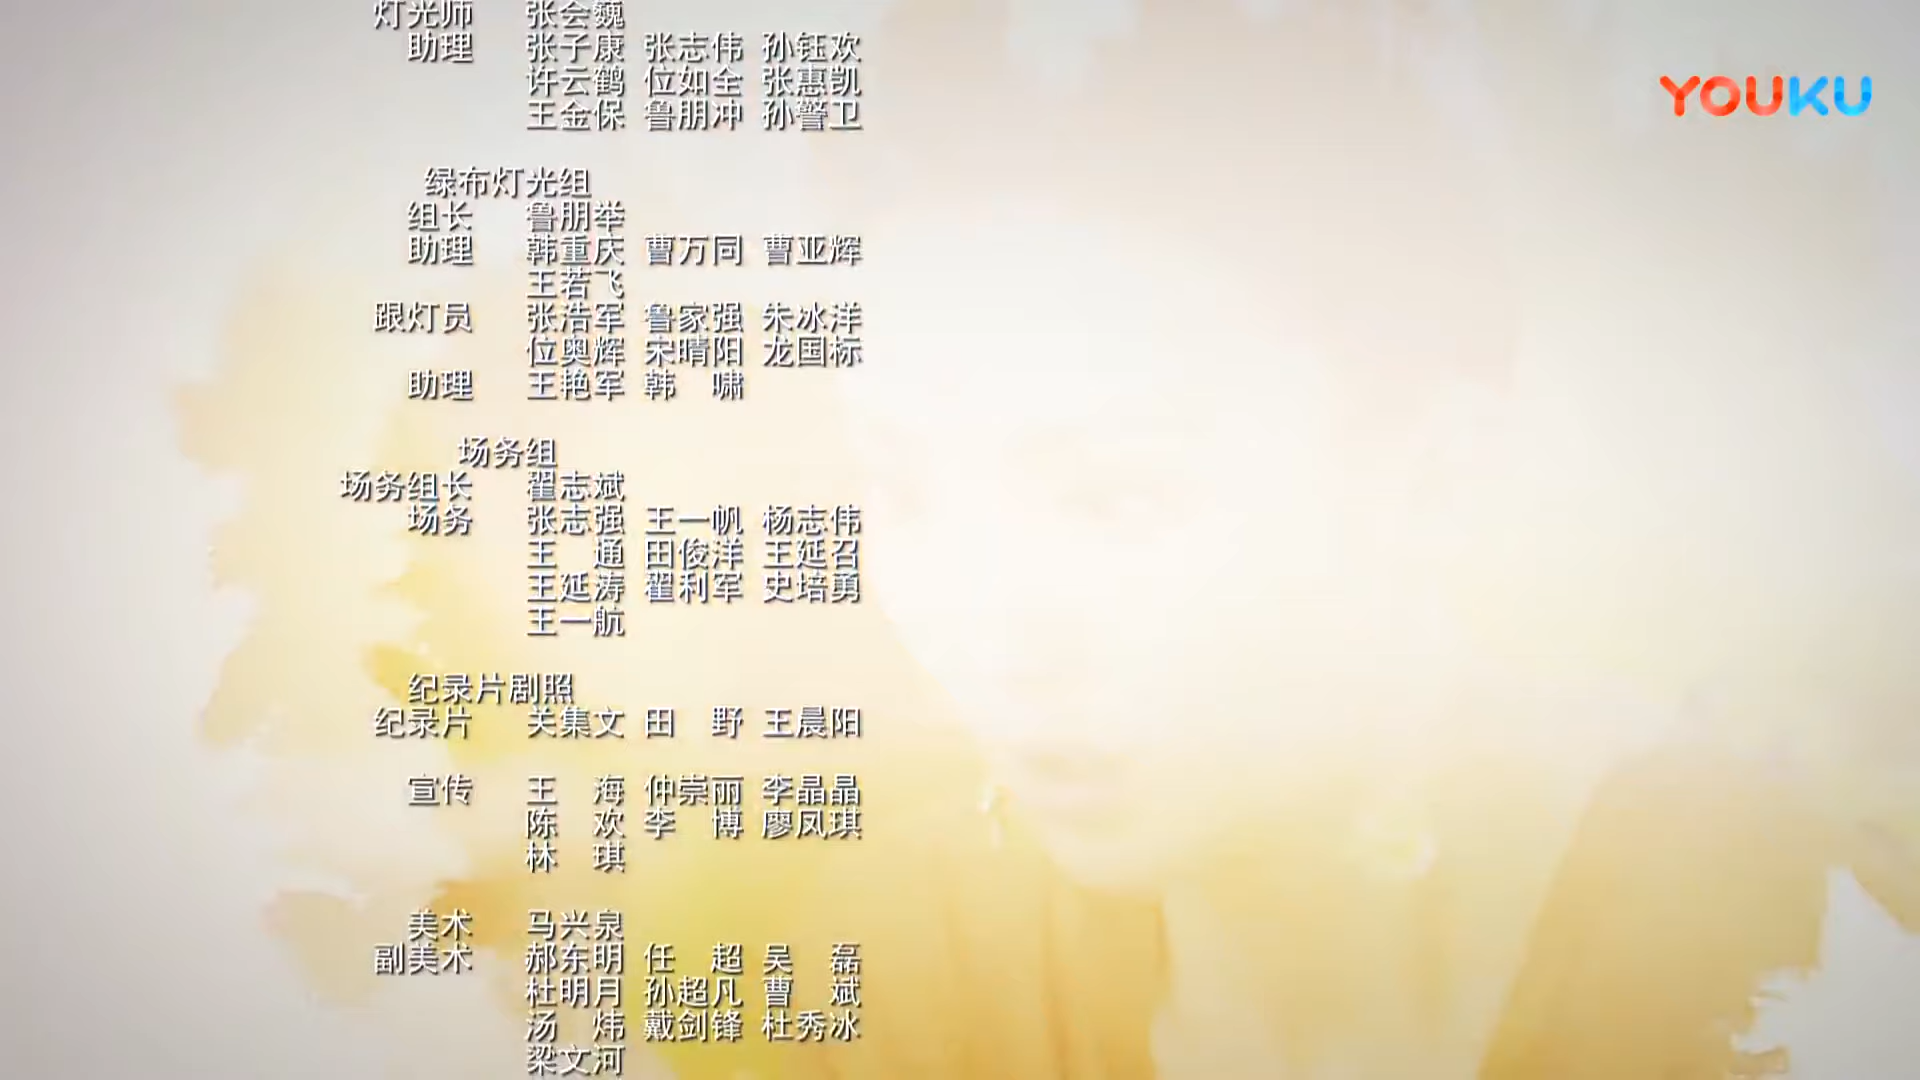 灯光师 张会巍
YOUKU
助理 张子康 张志伟 孙钰欢
许云鹤 位如全 张惠凯
王金保 鲁朋冲 孙警卫
绿布灯光组
组长 鲁朋举
助理 韩重庆 曹万同 曹亚辉
王若飞
跟灯员 张浩军 鲁家强 朱冰洋
位奥辉 宋晴阳 龙国标
助理 王艳军 韩 啸
场务组
场务组长 翟志斌
场务 张志强 王一帆 杨志伟
王 通 田俊洋 王延召
王延涛 翟利军 史培勇
王一航
纪录片剧照
纪录片 关集文 田 野 王晨阳
宣传 王 海 仲崇丽 李晶晶
陈 欢 李 博 廖凤琪
林 琪
美术 马兴泉
副美术 郝东明 任 超 吴 磊
杜明月 孙超凡 曹 斌
汤 炜 戴剑锋 杜秀冰
梁文河